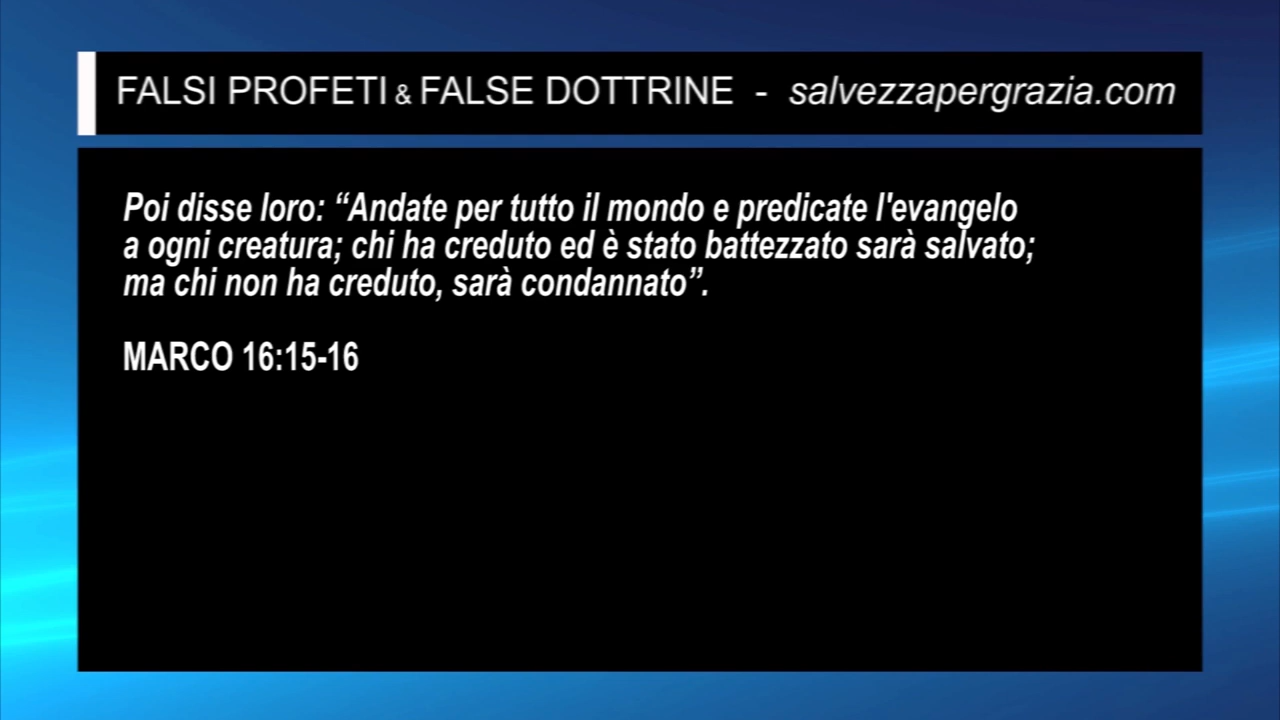 FALSI PROFETI & FALSE DOTTRINE - salvezzapergrazia.com
Poi disse loro: “Andate per tutto il mondo e predicate l'evangelo
a ogni creatura; chi ha creduto ed è stato battezzato sarà salvato;
ma chi non ha creduto, sarà condannato”.
MARCO 16:15-16